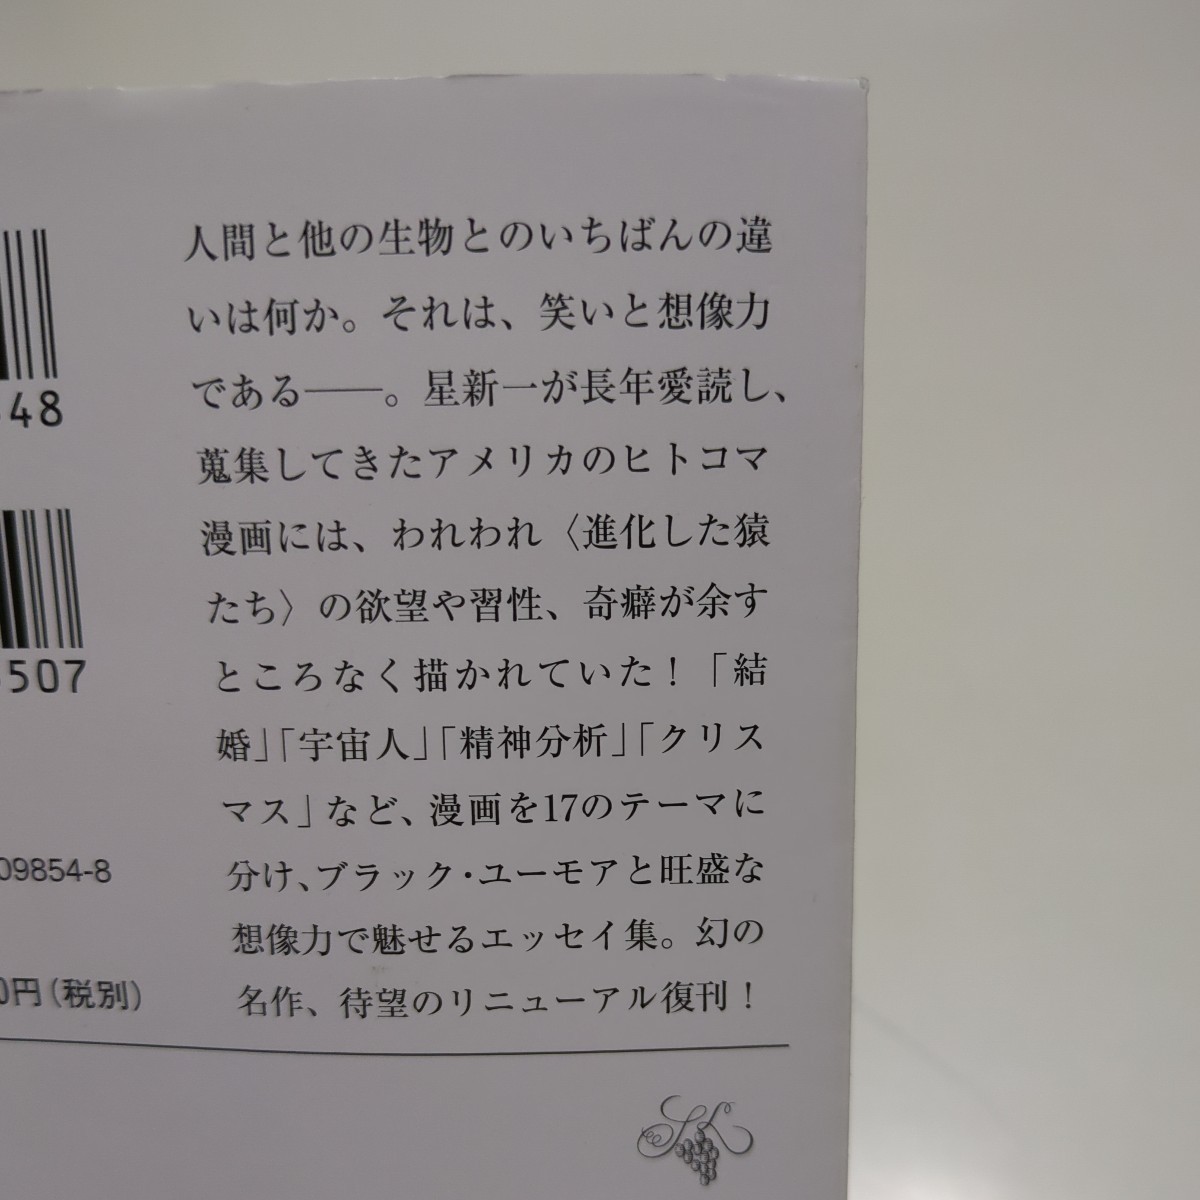 人間と他の生物とのいちばんの違
いは何か。それは、笑いと想像力
である——。星新一が長年愛読し、
蒐集してきたアメリカのヒトコマ
漫画には、われわれ〈進化した猿
たち〉の欲望や習性、奇癖が余す
ところなく描かれていた！「結
婚」「宇宙人」「精神分析」「クリス
マス」など、漫画を17のテーマに
分け、ブラック・ユーモアと旺盛な
想像力で魅せるエッセイ集。幻の
名作、待望のリニューアル復刊！
48
507
09854-8
0円（税別）